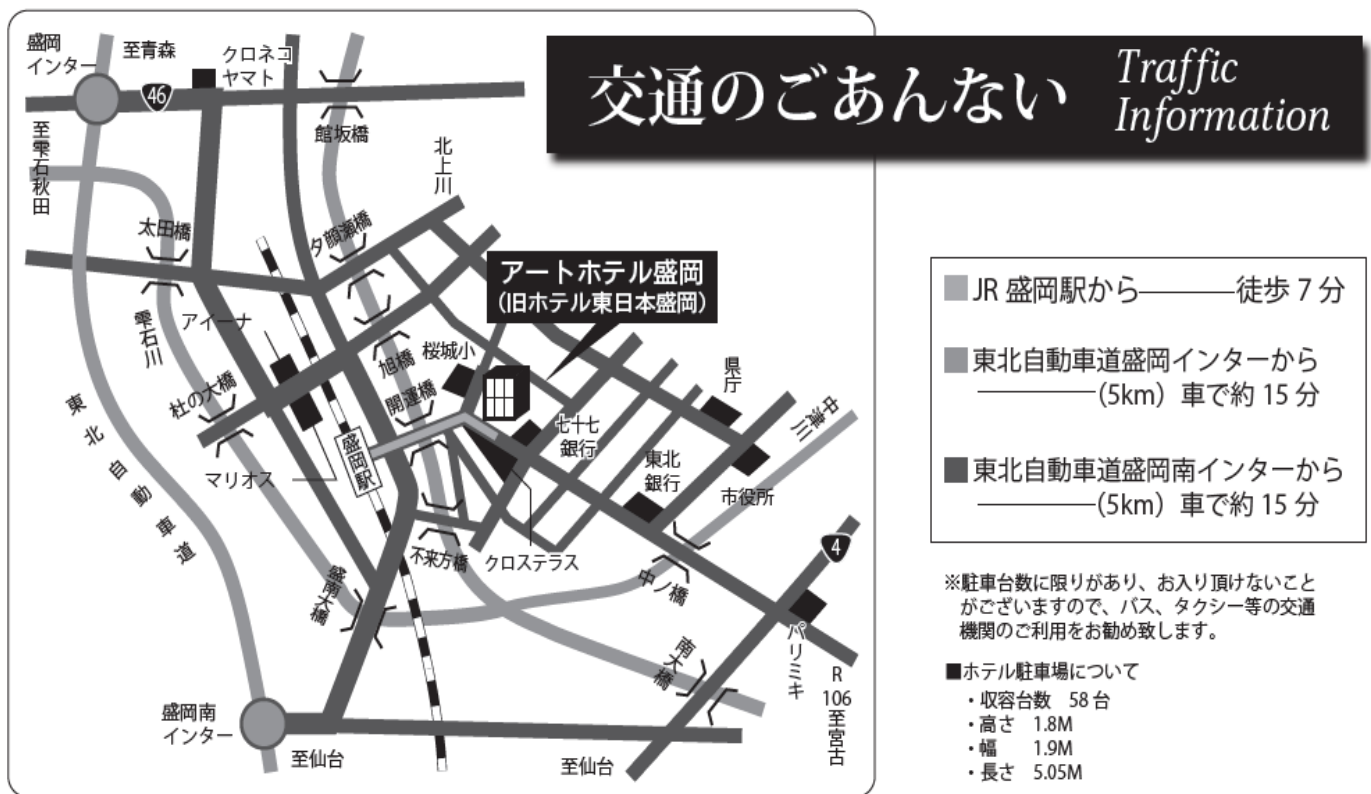 交通のごあんない
Traffic
Information
盛岡
インター
至青森
クロネコ
ヤマト
46
館坂橋
至雫石秋田
北上川
太田橋
夕顔瀬橋
アートホテル盛岡
(旧ホテル東日本盛岡)
雫石川
アイーナ
旭橋
桜城小
開運橋
杜の大橋
県庁
中津川
七十七
銀行
盛岡駅
マリオス
東北
銀行
市役所
東北自動車道
不来方橋
クロステラス
4
中ノ橋
盛南大橋
南大橋
パリミキ
R
106
至宮古
盛岡南
インター
至仙台
至仙台
JR 盛岡駅から————徒歩 7 分
東北自動車道盛岡インターから
————(5km) 車で約 15 分
東北自動車道盛岡南インターから
————(5km) 車で約 15 分
※駐車台数に限りがあり、お入り頂けないこと
がございますので、バス、タクシー等の交通
機関のご利用をお勧め致します。
■ホテル駐車場について
・収容台数 58 台
・高さ 1.8M
・幅 1.9M
・長さ 5.05M